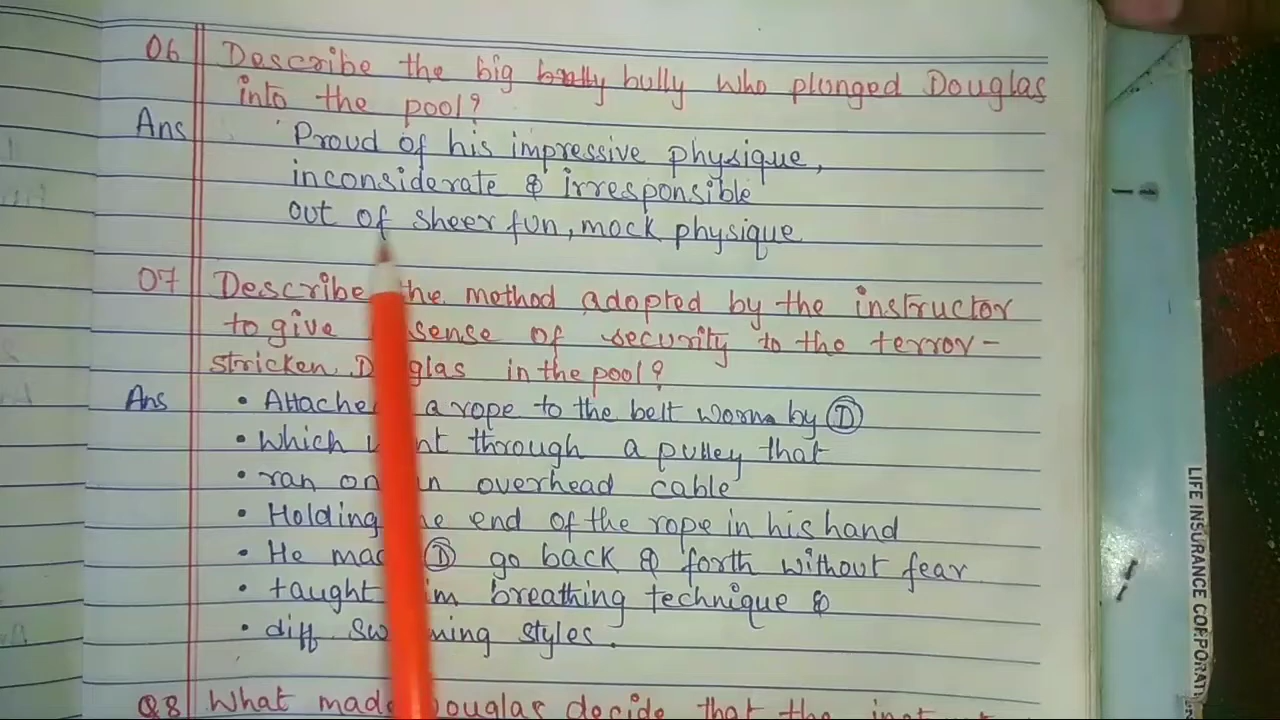 06 Describe the big bully who plunged Douglas
into the pool?
Ans Proud of his impressive physique,
inconsiderate & irresponsible
out of sheer fun, mock physique
07 Describe the method adopted by the instructor
to give sense of security to the terror-
stricken glas in the pool?
Ans • Attache a rope to the belt worn by Ⓓ
• Which through a pulley that
• ran on overhead cable
• Holding end of the rope in his hand
• He Ⓓ go back & forth without fear
• taught breathing technique &
• diff styles.
Q8 What made Douglas decide that the
LIFE INSURANCE CORPORAT